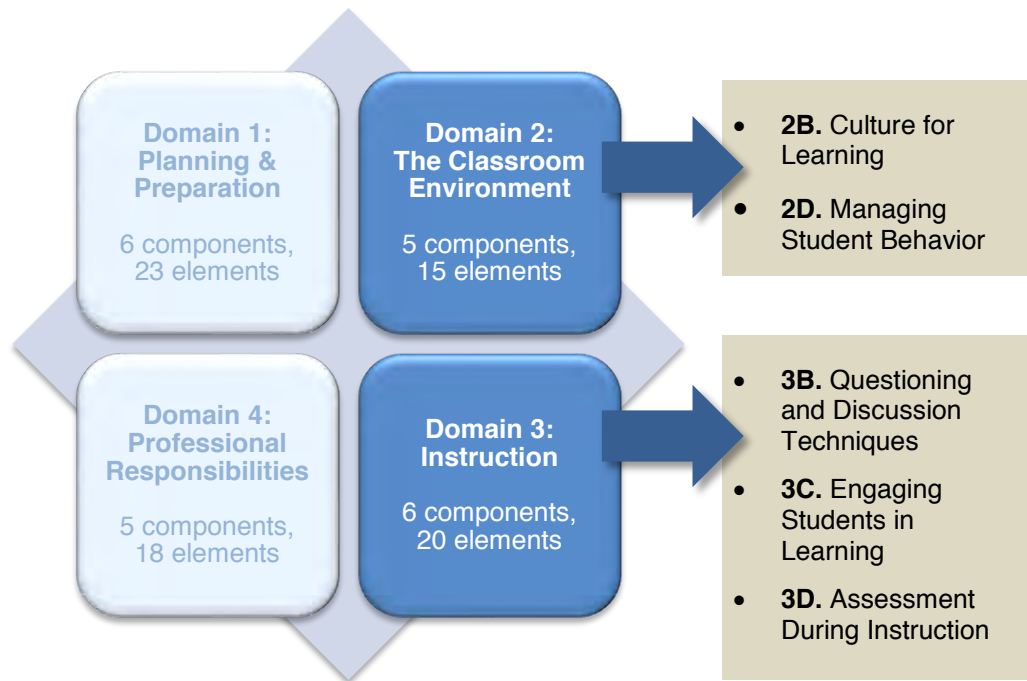 Domain 1:
Planning &
Preparation
6 components,
23 elements
Domain 2:
The Classroom
Environment
5 components,
15 elements
• 2B. Culture for
Learning
• 2D. Managing
Student Behavior
Domain 4:
Professional
Responsibilities
5 components,
18 elements
Domain 3:
Instruction
6 components,
20 elements
• 3B. Questioning
and Discussion
Techniques
• 3C. Engaging
Students in
Learning
• 3D. Assessment
During Instruction